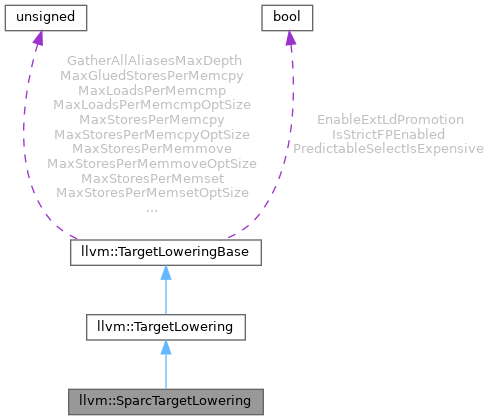 unsigned
bool
GatherAllAliasesMaxDepth
MaxGluedStoresPerMemcpy
MaxLoadsPerMemcmp
MaxLoadsPerMemcmpOptSize
MaxStoresPerMemcpy
MaxStoresPerMemcpyOptSize
MaxStoresPerMemmove
MaxStoresPerMemmoveOptSize
MaxStoresPerMemset
MaxStoresPerMemsetOptSize
...
EnableExtLdPromotion
IsStrictFPEnabled
PredictableSelectIsExpensive
llvm::TargetLoweringBase
llvm::TargetLowering
llvm::SparcTargetLowering